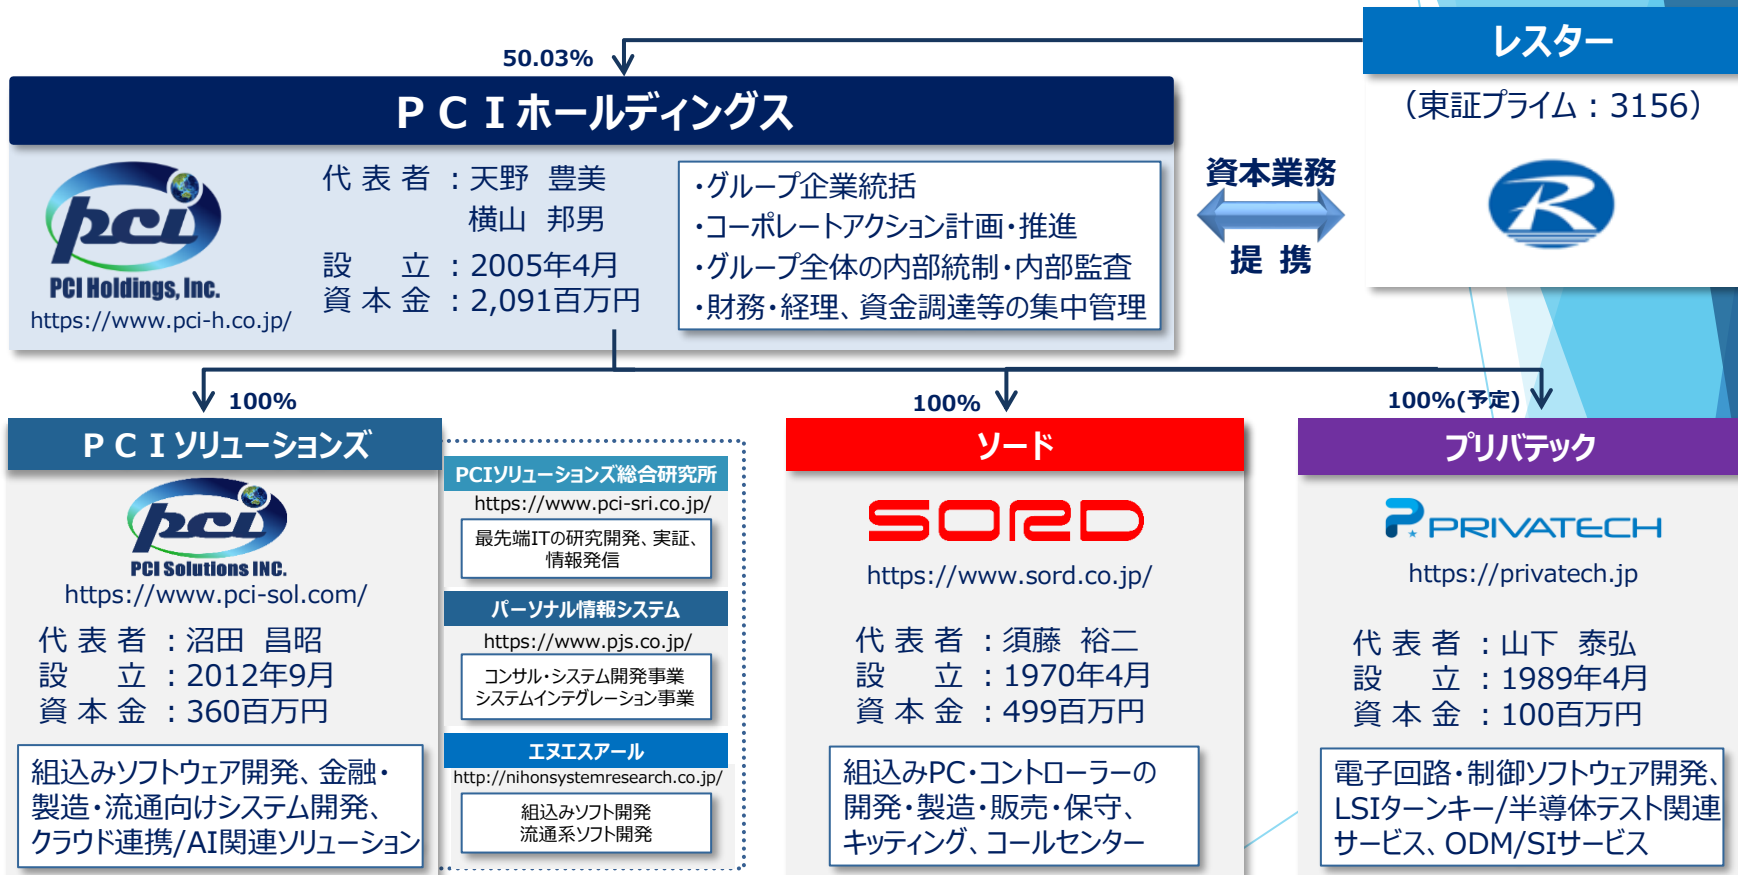 50.03%
レスター
ＰＣＩホールディングス
（東証プライム：3156）
pci
PCI Holdings, Inc.
https://www.pci-h.co.jp/
代 表 者 ：天野 豊美
横山 邦男
設 立 ：2005年4月
資 本 金 ：2,091百万円
・グループ企業統括
・コーポレートアクション計画・推進
・グループ全体の内部統制・内部監査
・財務・経理、資金調達等の集中管理
資本業務
提 携
R
100%
100%
100%(予定)
ＰＣＩソリューションズ
pci
PCI Solutions INC.
https://www.pci-sol.com/
代 表 者 ：沼田 昌昭
設 立 ：2012年9月
資 本 金 ：360百万円
組込みソフトウェア開発、金融・
製造・流通向けシステム開発、
クラウド連携/AI関連ソリューション
PCIソリューションズ総合研究所
https://www.pci-sri.co.jp/
最先端ITの研究開発、実証、
情報発信
パーソナル情報システム
https://www.pjs.co.jp/
コンサル・システム開発事業
システムインテグレーション事業
エヌエスアール
http://nihonsystemresearch.co.jp/
組込みソフト開発
流通系ソフト開発
ソード
SORD
https://www.sord.co.jp/
代 表 者 ：須藤 裕二
設 立 ：1970年4月
資 本 金 ：499百万円
組込みPC・コントローラーの
開発・製造・販売・保守、
キッティング、コールセンター
プリバテック
PRIVATECH
https://privatech.jp
代 表 者 ：山下 泰弘
設 立 ：1989年4月
資 本 金 ：100百万円
電子回路・制御ソフトウェア開発、
LSIターンキー/半導体テスト関連
サービス、ODM/SIサービス